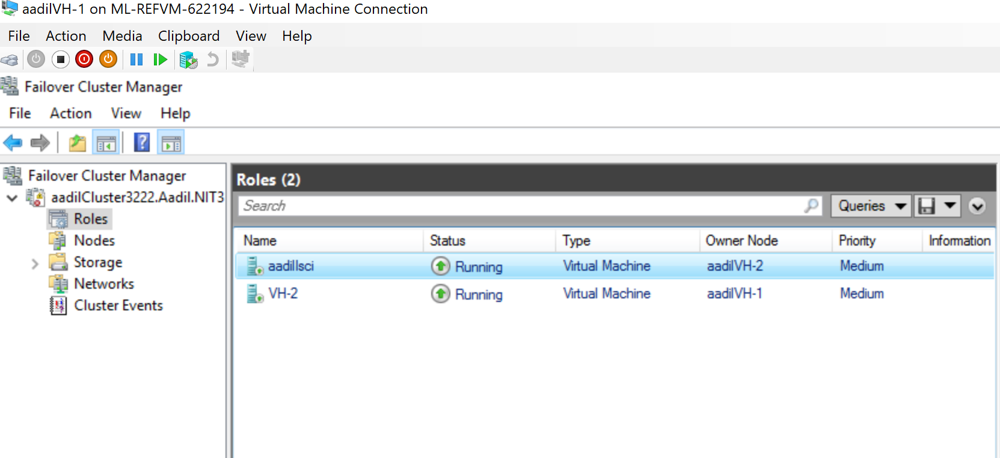 aadilVH-1 on ML-REFVM-622194 - Virtual Machine Connection
File Action Media Clipboard View Help
Failover Cluster Manager
File Action View Help
Failover Cluster Manager
aadilCluster3222.Aadil.NIT3
Roles
Nodes
Storage
Networks
Cluster Events
Roles (2)
Search
Queries
Name Status Type Owner Node Priority Information
aadilIsci Running Virtual Machine aadilVH-2 Medium
VH-2 Running Virtual Machine aadilVH-1 Medium